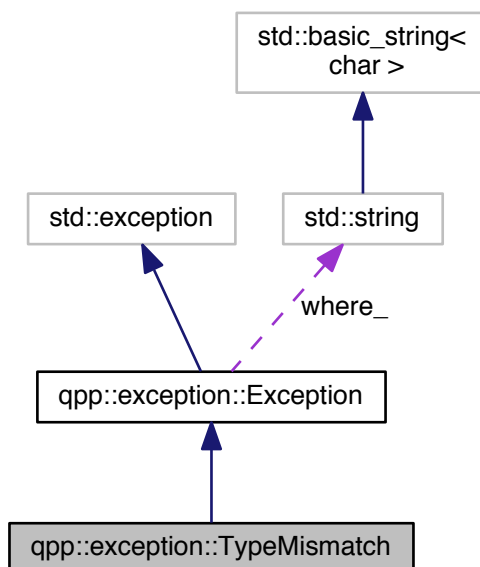 std::basic_string<
char >
std::exception
std::string
where_
qpp::exception::Exception
qpp::exception::TypeMismatch